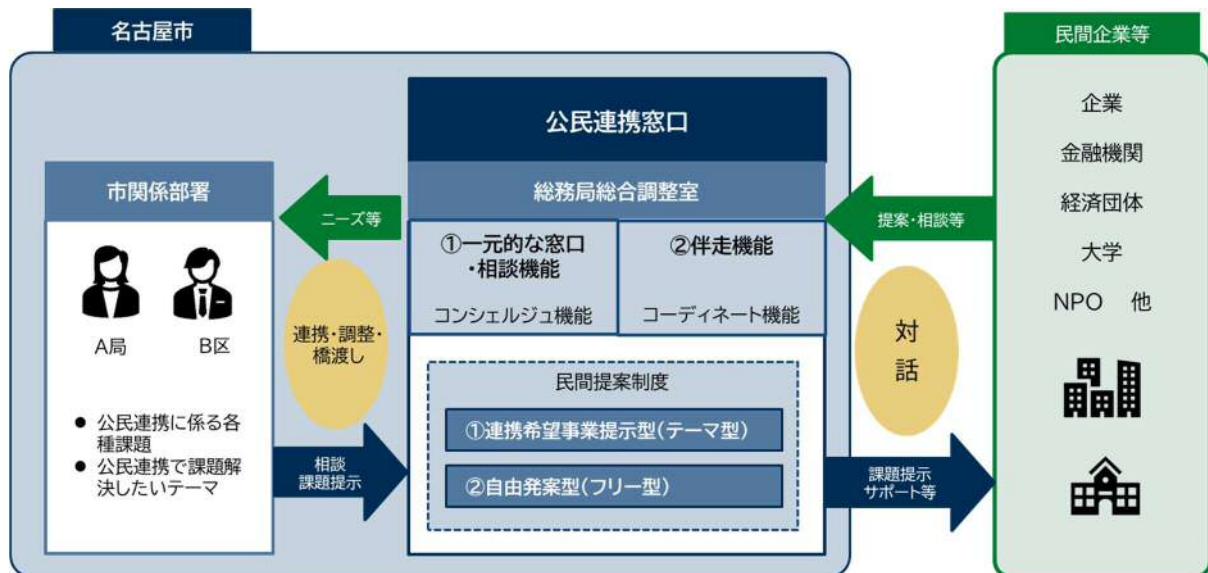 名古屋市
公民連携窓口
市関係部署
A局
B区
● 公民連携に係る各
種課題
● 公民連携で課題解
決したいテーマ
ニーズ等
連携・調整・
橋渡し
相談
課題提示
総務局総合調整室
①一元的な窓口
・相談機能
コンシェルジュ機能
②伴走機能
コーディネート機能
民間提案制度
①連携希望事業提示型(テーマ型)
②自由発案型(フリー型)
提案・相談等
対
話
課題提示
サポート等
民間企業等
企業
金融機関
経済団体
大学
NPO 他